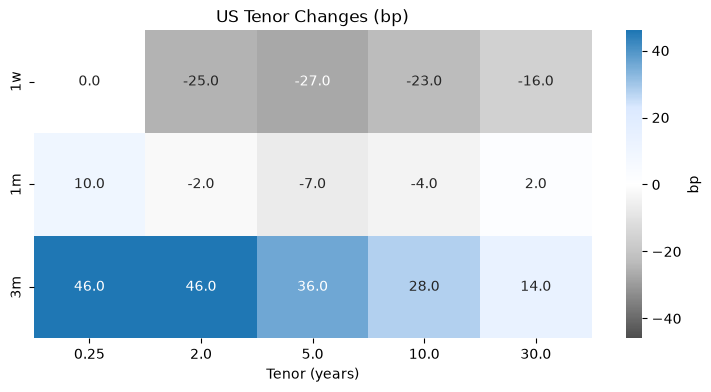 US Tenor Changes (bp)
1w 0.0 -25.0 -27.0 -23.0 -16.0
1m 10.0 -2.0 -7.0 -4.0 2.0
3m 46.0 46.0 36.0 28.0 14.0
0.25 2.0 5.0 10.0 30.0
Tenor (years)
40
20
0
−20
−40
bp